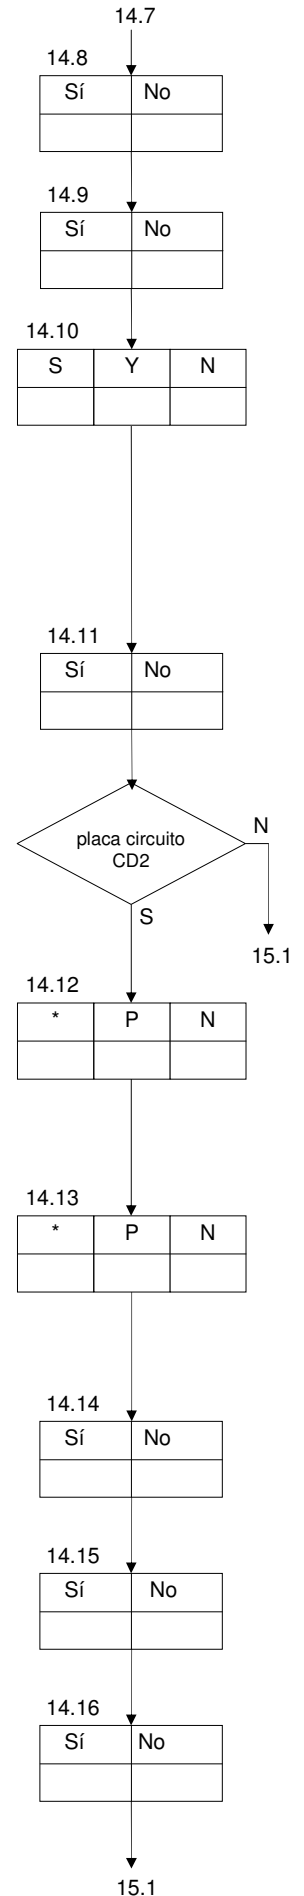 14.7
14.8
Sí No
14.9
Sí No
14.10
S Y N
14.11
Sí No
placa circuito
CD2
N
S
15.1
14.12
* P N
14.13
* P N
14.14
Sí No
14.15
Sí No
14.16
Sí No
15.1